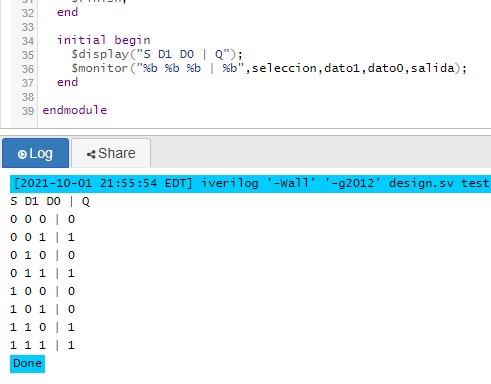 31 $finish;
32 end
33
34 initial begin
35 $display("S D1 D0 | Q");
36 $monitor("%b %b %b | %b",seleccion,dato1,dato0,salida);
37 end
38
39 endmodule
Log Share
[2021-10-01 21:55:54 EDT] iverilog '-Wall' '-g2012' design.sv test
S D1 D0 | Q
0 0 0 | 0
0 0 1 | 1
0 1 0 | 0
0 1 1 | 1
1 0 0 | 0
1 0 1 | 0
1 1 0 | 1
1 1 1 | 1
Done